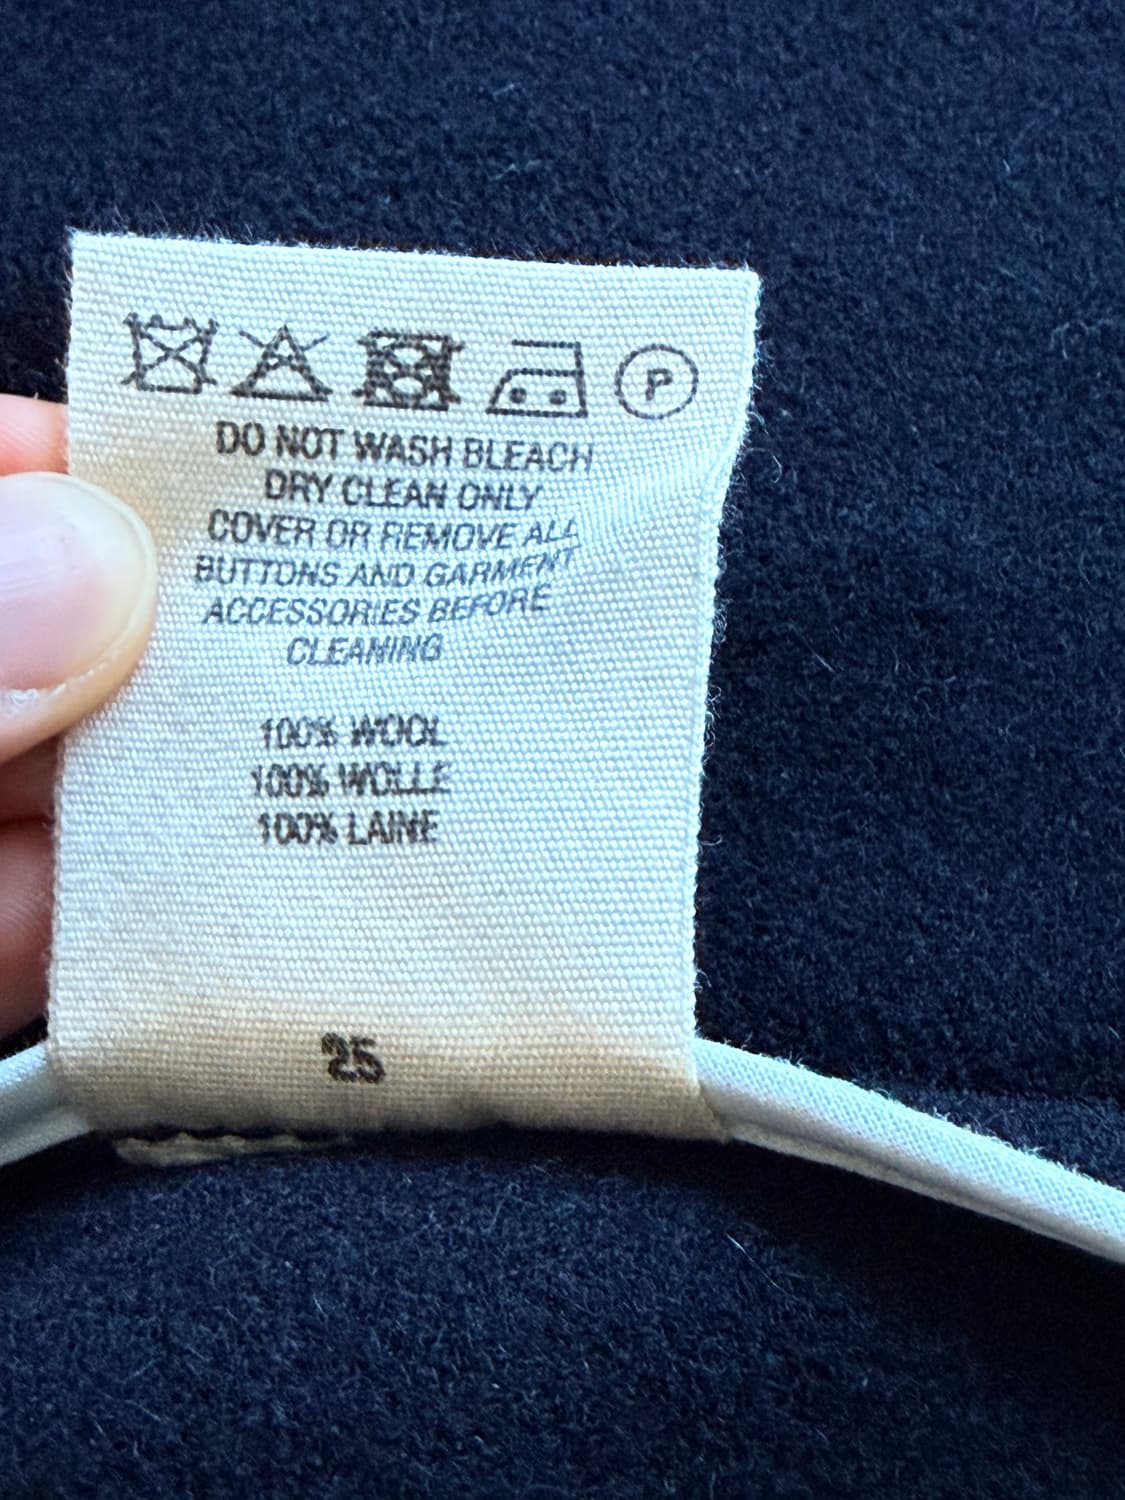 P
DO NOT WASH BLEACH
DRY CLEAN ONLY
COVER OR REMOVE ALL
BUTTONS AND GARMENT
ACCESSORIES BEFORE
CLEANING
100% WOOL
100% WOLLE
100% LAINE
25